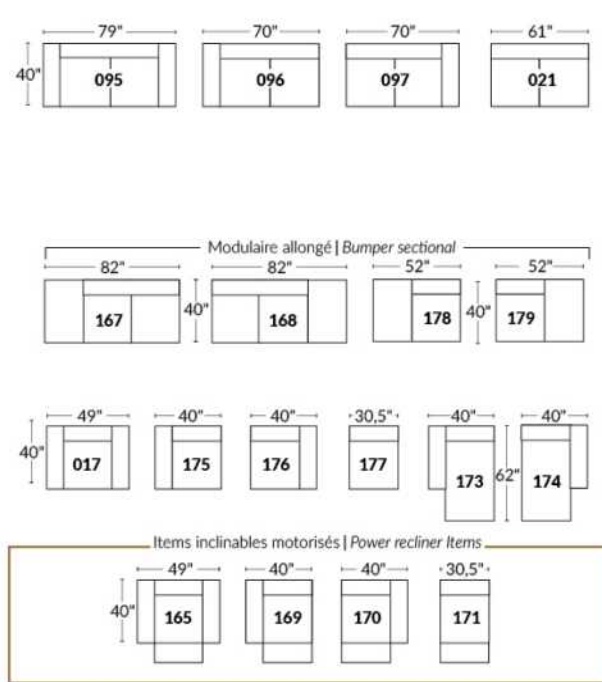 79" 70" 70" 61"
40" 095 096 097 021
Modulaire allongé | Bumper sectional
82" 82" 52" 52"
167 40" 168 178 40" 179
49" 40" 40" 30,5" 40" 40"
40" 017 175 176 177 173 62" 174
Items inclinables motorisés | Power recliner Items
49" 40" 40" 30,5"
40" 165 169 170 171